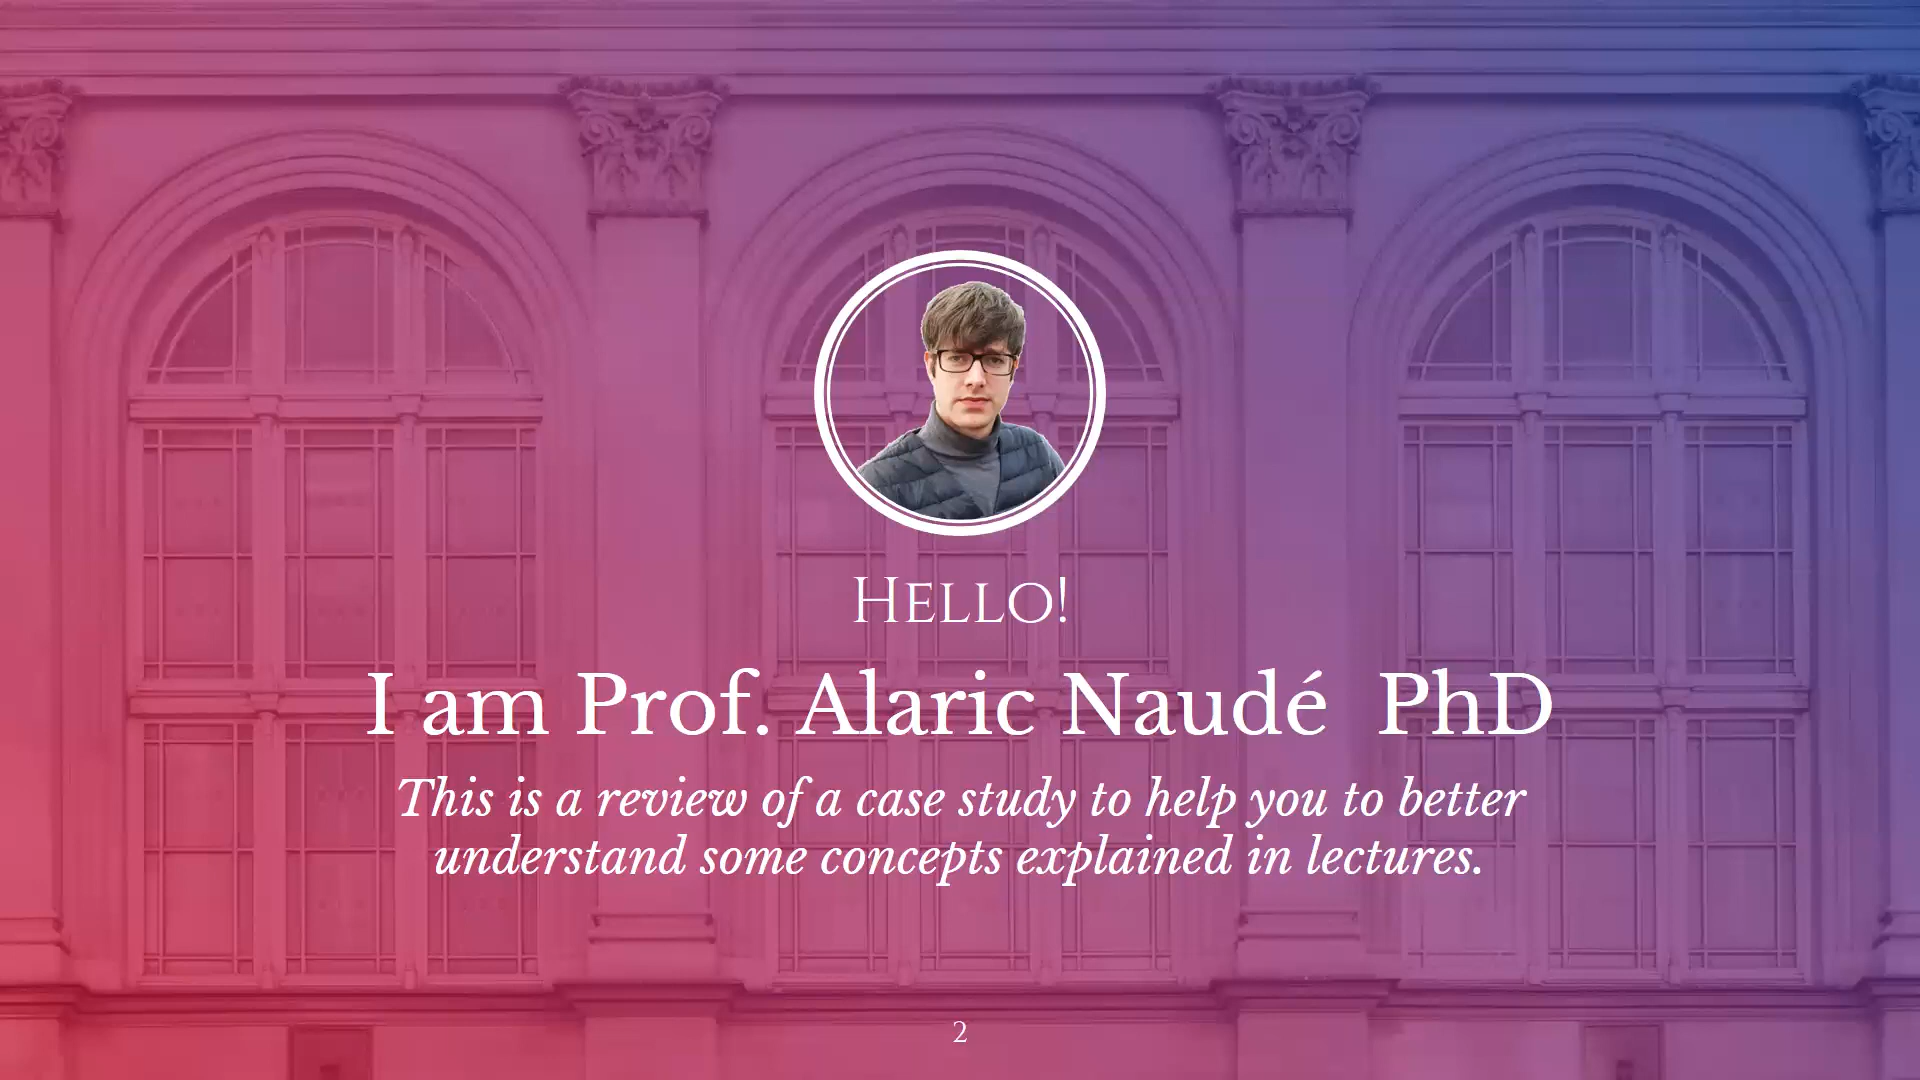 HELLO!
I am Prof. Alaric Naudé  PhD
This is a review of a case study to help you to better
understand some concepts explained in lectures.
2